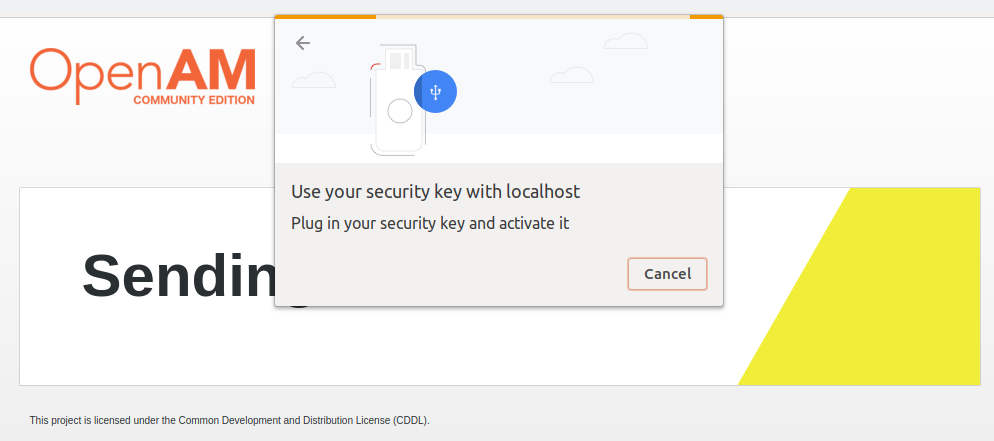 OpenAM
COMMUNITY EDITION
Use your security key with localhost
Plug in your security key and activate it
Cancel
Sending
This project is licensed under the Common Development and Distribution License (CDDL).